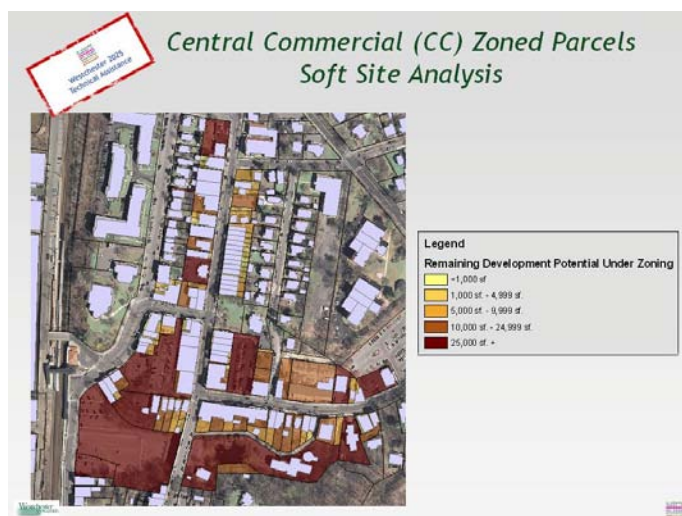 Westchester 2025
Technical Assistance
Central Commercial (CC) Zoned Parcels
Soft Site Analysis
Legend
Remaining Development Potential Under Zoning
<1,000 sf
1,000 sf. - 4,999 sf.
5,000 sf. - 9,999 sf.
10,000 sf. - 24,999 sf.
25,000 sf. +
Westchester